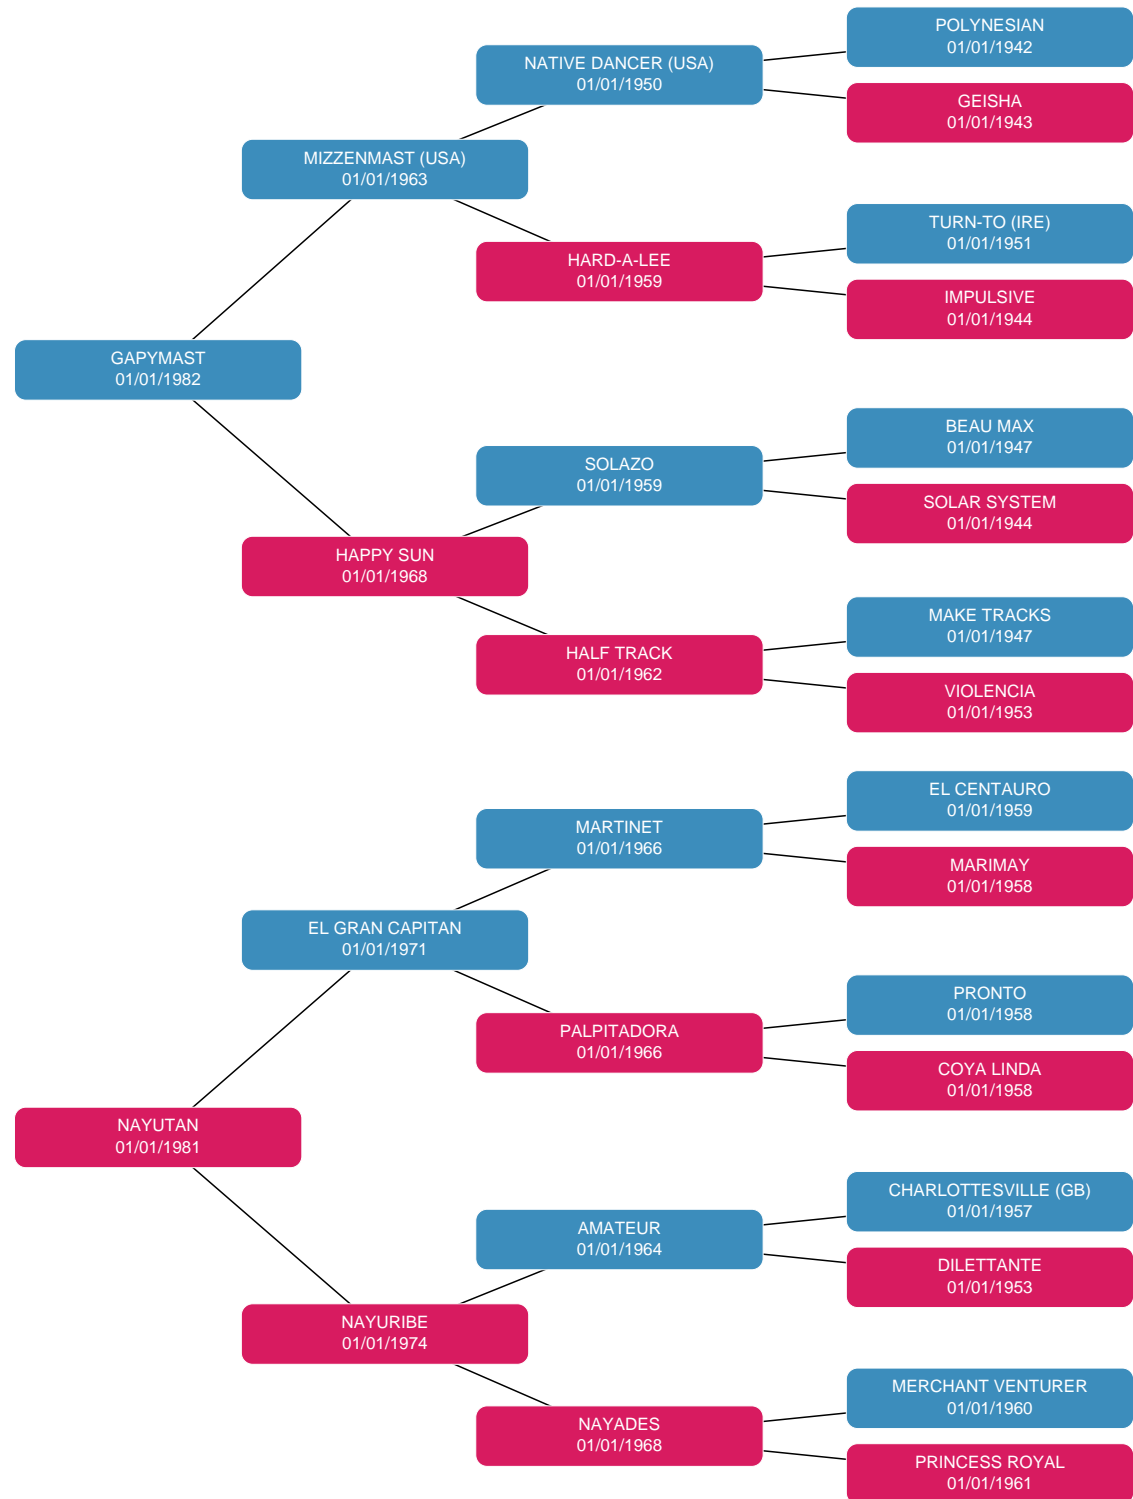 POLYNESIAN
01/01/1942
NATIVE DANCER (USA)
01/01/1950
GEISHA
01/01/1943
MIZZENMAST (USA)
01/01/1963
TURN-TO (IRE)
01/01/1951
HARD-A-LEE
01/01/1959
IMPULSIVE
01/01/1944
GAPYMAST
01/01/1982
BEAU MAX
01/01/1947
SOLAZO
01/01/1959
SOLAR SYSTEM
01/01/1944
HAPPY SUN
01/01/1968
MAKE TRACKS
01/01/1947
HALF TRACK
01/01/1962
VIOLENCIA
01/01/1953
EL CENTAURO
01/01/1959
MARTINET
01/01/1966
MARIMAY
01/01/1958
EL GRAN CAPITAN
01/01/1971
PRONTO
01/01/1958
PALPITADORA
01/01/1966
COYA LINDA
01/01/1958
NAYUTAN
01/01/1981
CHARLOTTESVILLE (GB)
01/01/1957
AMATEUR
01/01/1964
DILETTANTE
01/01/1953
NAYURIBE
01/01/1974
MERCHANT VENTURER
01/01/1960
NAYADES
01/01/1968
PRINCESS ROYAL
01/01/1961